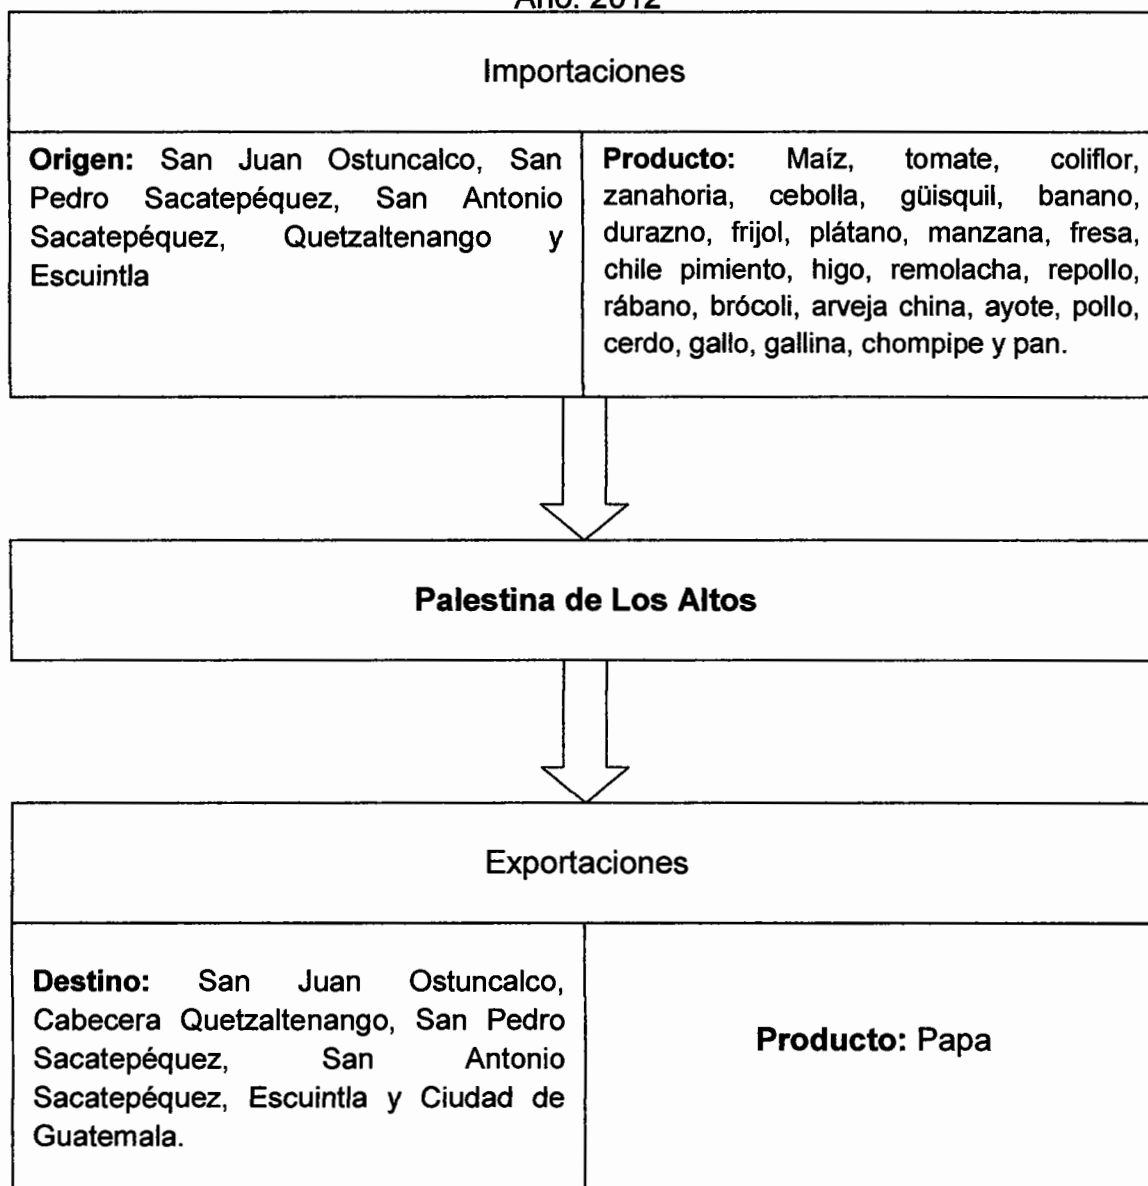 Año: 2012
Importaciones
Origen: San Juan Ostuncalco, San
Pedro Sacatepéquez, San Antonio
Sacatepéquez, Quetzaltenango y
Escuintla
Producto: Maíz, tomate, coliflor,
zanahoria, cebolla, güisquil, banano,
durazno, frijol, plátano, manzana, fresa,
chile pimiento, higo, remolacha, repollo,
rábano, brócoli, arveja china, ayote, pollo,
cerdo, gallo, gallina, chompipe y pan.
Palestina de Los Altos
Exportaciones
Destino: San Juan Ostuncalco,
Cabecera Quetzaltenango, San Pedro
Sacatepéquez, San Antonio
Sacatepéquez, Escuintla y Ciudad de
Guatemala.
Producto: Papa